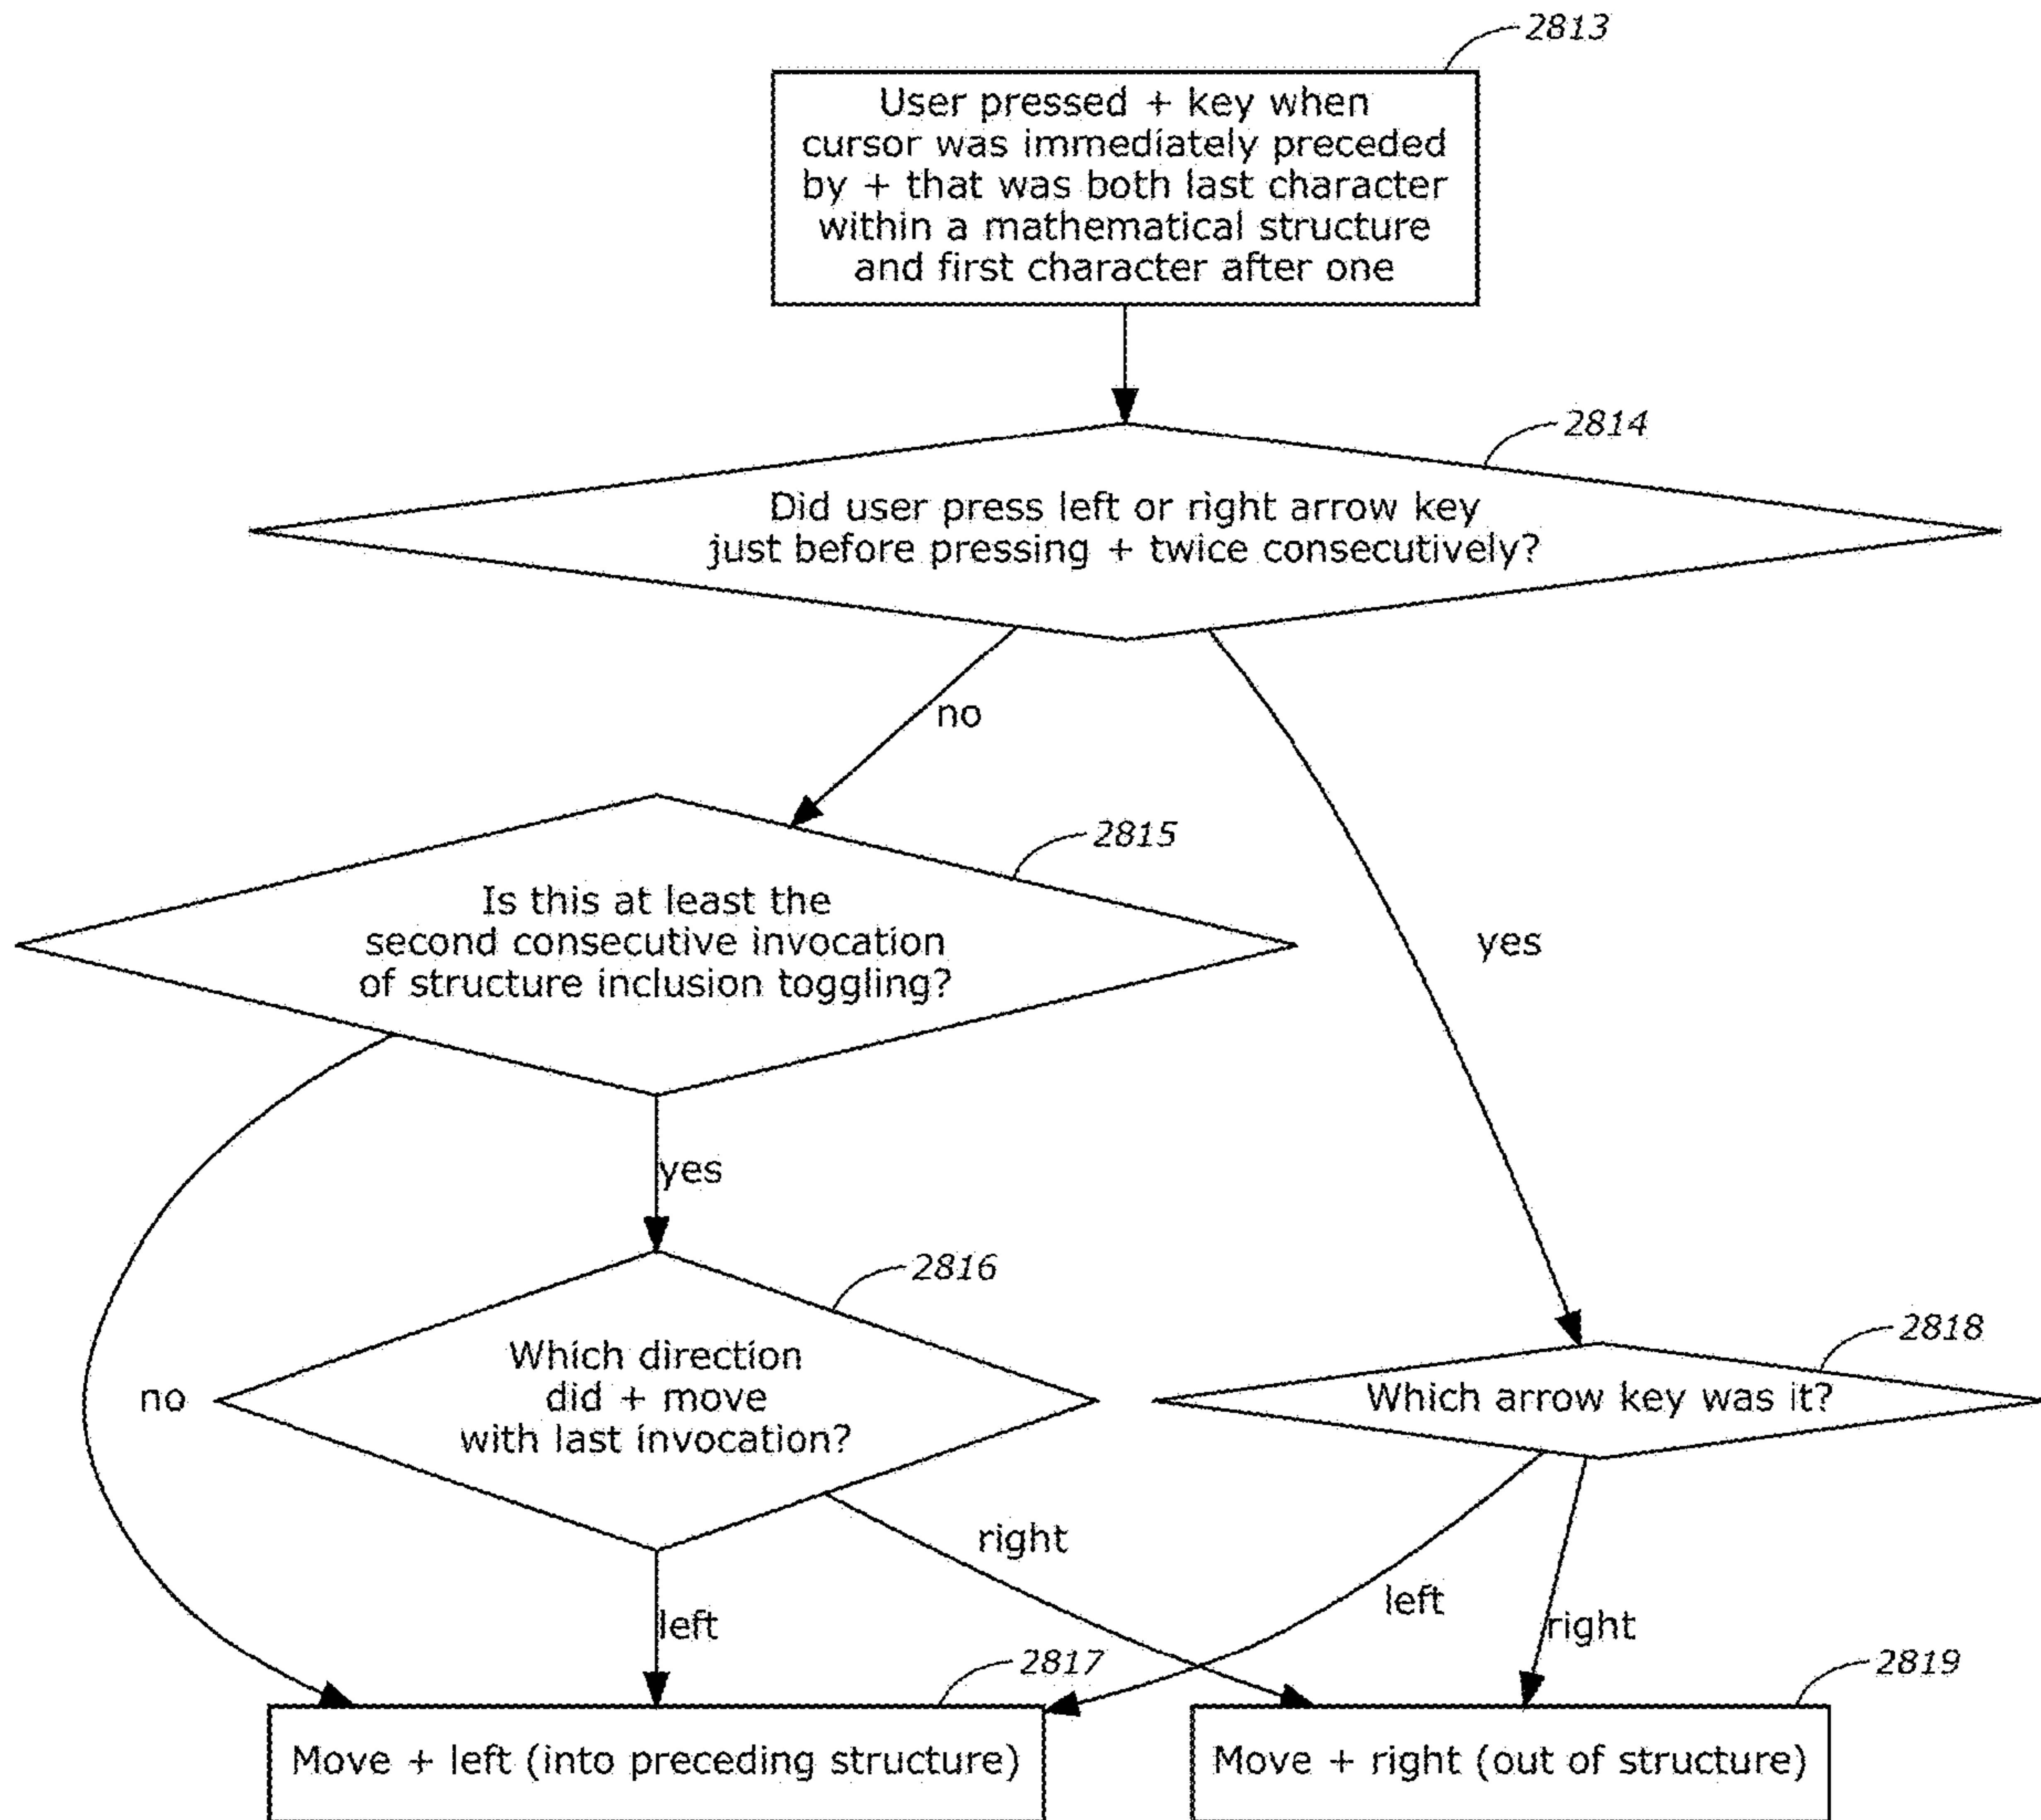 2813
User pressed + key when
cursor was immediately preceded
by + that was both last character
within a mathematical structure
and first character after one
2814
Did user press left or right arrow key
just before pressing + twice consecutively?
no
yes
2815
Is this at least the
second consecutive invocation
of structure inclusion toggling?
yes
no
2816
Which direction
did + move
with last invocation?
2818
Which arrow key was it?
right
left
left
right
2817
Move + left (into preceding structure)
2819
Move + right (out of structure)